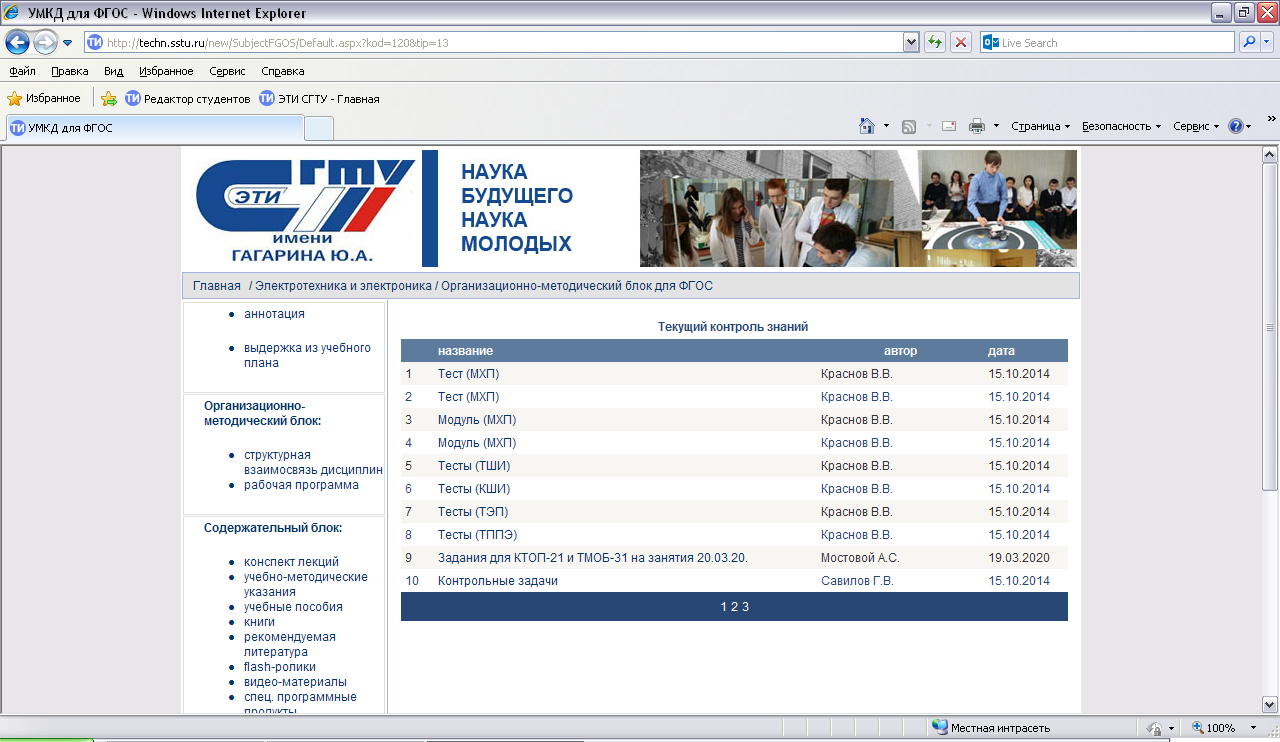 УМКД для ФГОС - Windows Internet Explorer
http://techn.sstu.ru/new/SubjectFGOS/Default.aspx?kod=120&tip=13
Live Search
Файл Правка Вид Избранное Сервис Справка
Избранное Редактор студентов ЭТИ СГТУ - Главная
УМКД для ФГОС
Страница Безопасность Сервис
СГТУ
ЭТИ
имени
ГАГАРИНА Ю.А.
НАУКА
БУДУЩЕГО
НАУКА
МОЛОДЫХ
Главная / Электротехника и электроника / Организационно-методический блок для ФГОС
аннотация
выдержка из учебного
плана
Организационно-
методический блок:
структурная
взаимосвязь дисциплин
рабочая программа
Содержательный блок:
конспект лекций
учебно-методические
указания
учебные пособия
книги
рекомендуемая
литература
flash-ролики
видео-материалы
спец. программные
продукты
Текущий контроль знаний
название автор дата
1 Тест (МХП) Краснов В.В. 15.10.2014
2 Тест (МХП) Краснов В.В. 15.10.2014
3 Модуль (МХП) Краснов В.В. 15.10.2014
4 Модуль (МХП) Краснов В.В. 15.10.2014
5 Тесты (ТШИ) Краснов В.В. 15.10.2014
6 Тесты (КШИ) Краснов В.В. 15.10.2014
7 Тесты (ТЭП) Краснов В.В. 15.10.2014
8 Тесты (ТППЭ) Краснов В.В. 15.10.2014
9 Задания для КТОП-21 и ТМОБ-31 на занятия 20.03.20. Мостовой А.С. 19.03.2020
10 Контрольные задачи Савилов Г.В. 15.10.2014
1 2 3
Местная интрасеть
100%